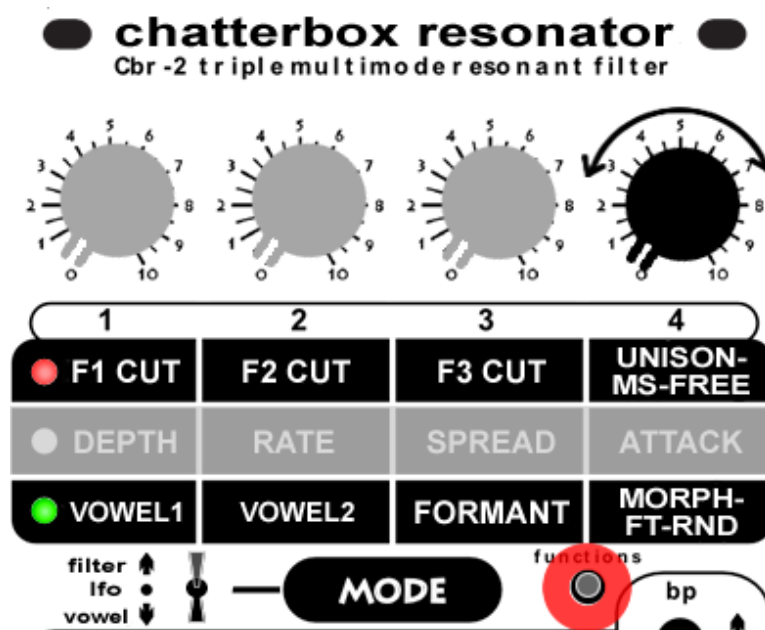 chatterbox resonator
Cbr-2 triple multimode resonant filter
0 1 2 3 4 5 6 7 8 9 10
0 1 2 3 4 5 6 7 8 9 10
0 1 2 3 4 5 6 7 8 9 10
0 1 2 3 4 5 6 7 8 9 10
1 2 3 4
F1 CUT F2 CUT F3 CUT UNISON-
MS-FREE
DEPTH RATE SPREAD ATTACK
VOWEL1 VOWEL2 FORMANT MORPH-
FT-RND
filter
lfo
vowel
MODE
functions
bp